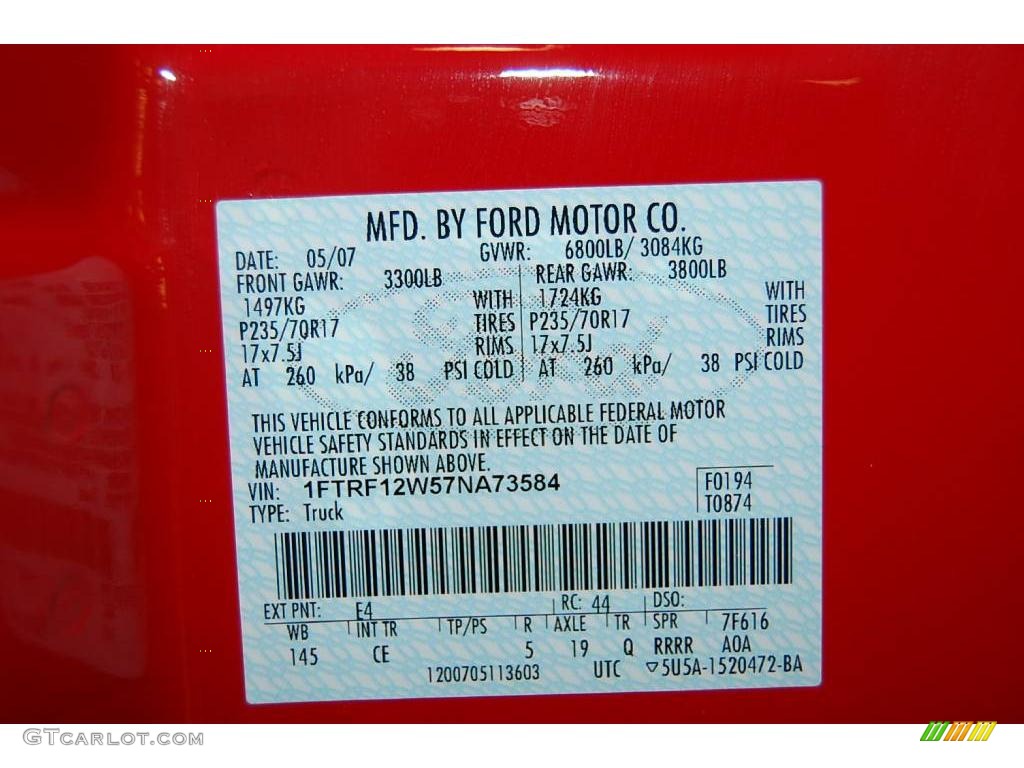 MFD. BY FORD MOTOR CO.
DATE: 05/07 GVWR: 6800LB/ 3084KG
FRONT GAWR: 3300LB REAR GAWR: 3800LB
1497KG WITH 1724KG WITH
P235/70R17 TIRES P235/70R17 TIRES
17x7.5J RIMS 17x7.5J RIMS
AT 260 kPa/ 38 PSI COLD AT 260 kPa/ 38 PSI COLD
THIS VEHICLE CONFORMS TO ALL APPLICABLE FEDERAL MOTOR
VEHICLE SAFETY STANDARDS IN EFFECT ON THE DATE OF
MANUFACTURE SHOWN ABOVE.
VIN: 1FTRF12W57NA73584 F0194
TYPE: Truck T0874
EXT PNT: E4 RC: 44 DSO:
WB INT TR TP/PS R AXLE TR SPR 7F616
145 CE 5 19 Q RRRR A0A
1200705113603 UTC ▽5U5A-1520472-BA
GTCARLOT.COM